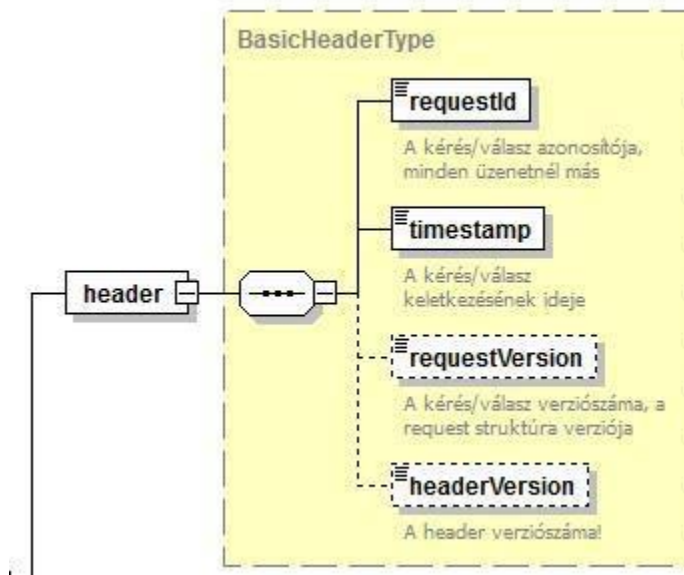 BasicHeaderType
requestId
A kérés/válasz azonosítója,
minden üzenetnél más
timestamp
A kérés/válasz
keletkezésének ideje
header
requestVersion
A kérés/válasz verziószáma, a
request struktúra verziója
headerVersion
A header verziószáma!